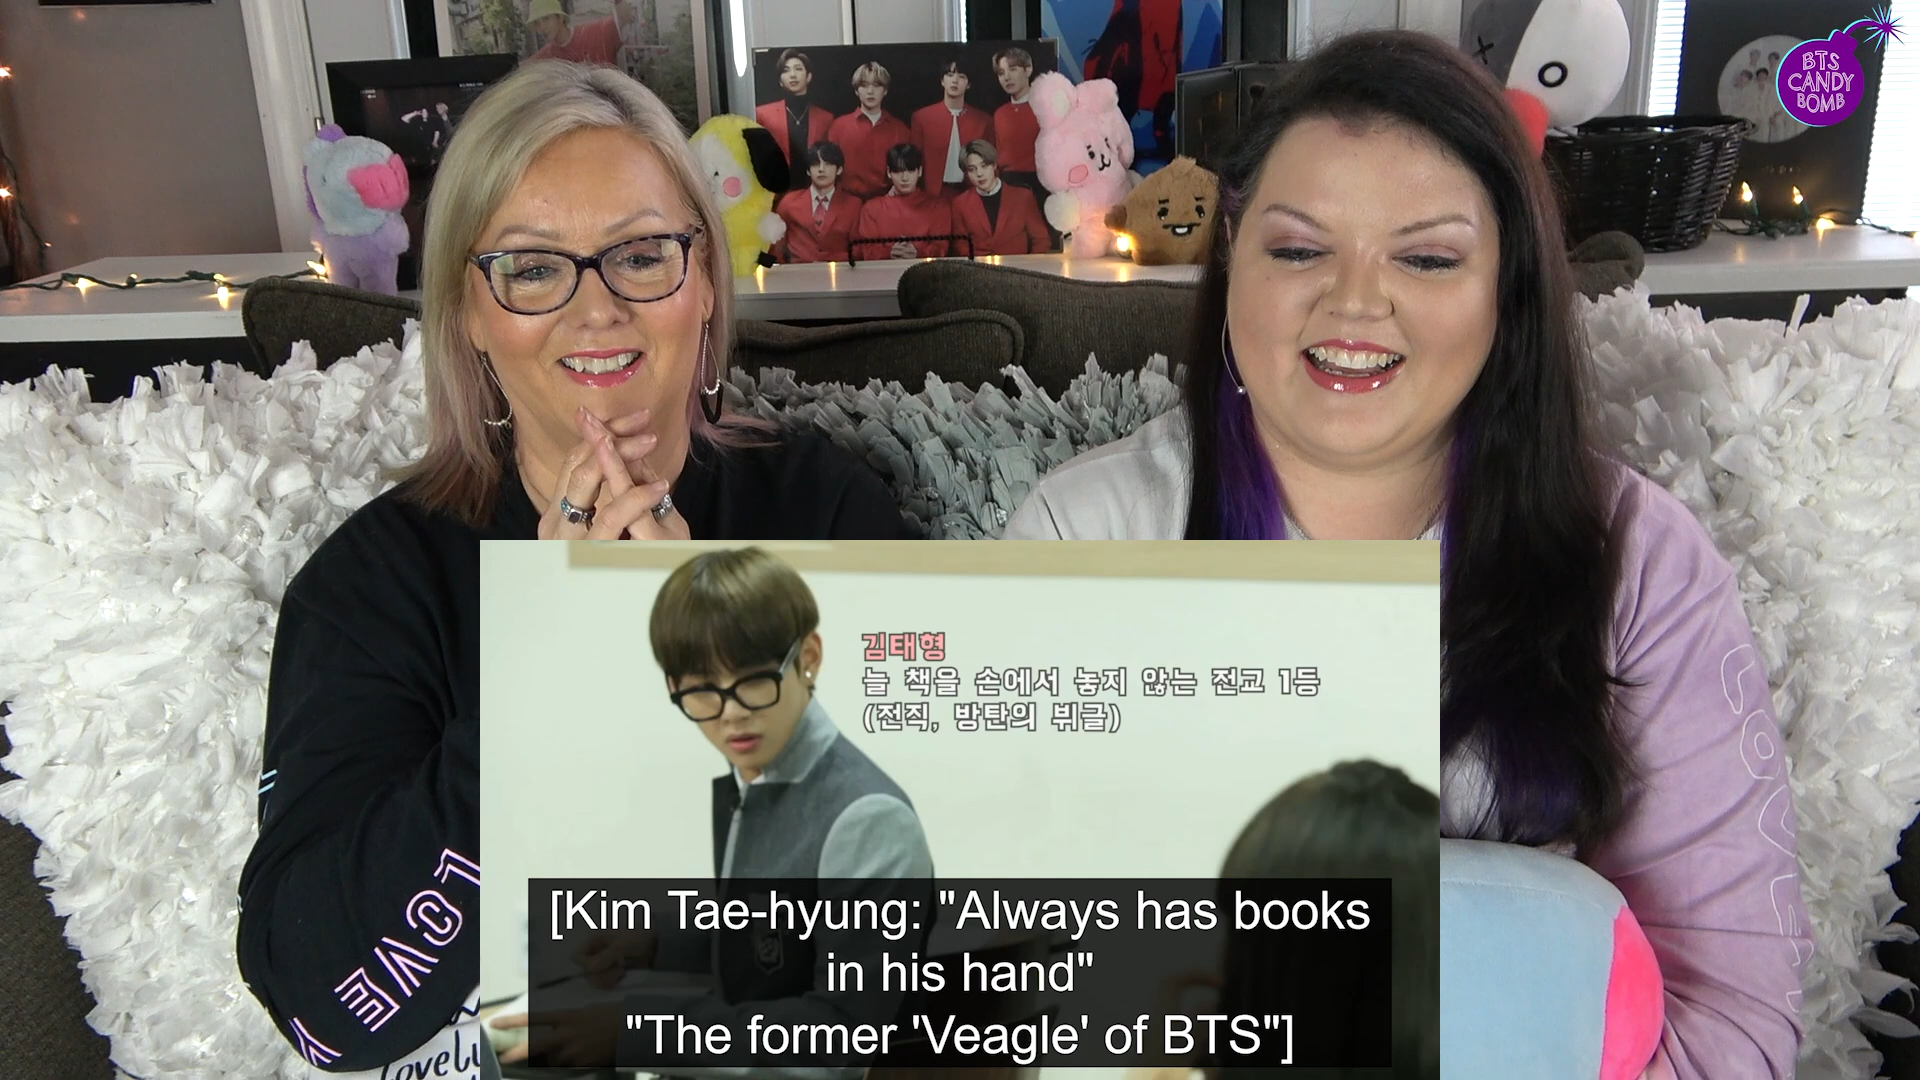 BTS
CANDY
BOMB
김태형
늘 책을 손에서 놓지 않는 전교 1등
(전직, 방탄의 뷔글)
[Kim Tae-hyung: "Always has books
in his hand"
"The former 'Veagle' of BTS"]
LOVE Y
LOVE
Lovely